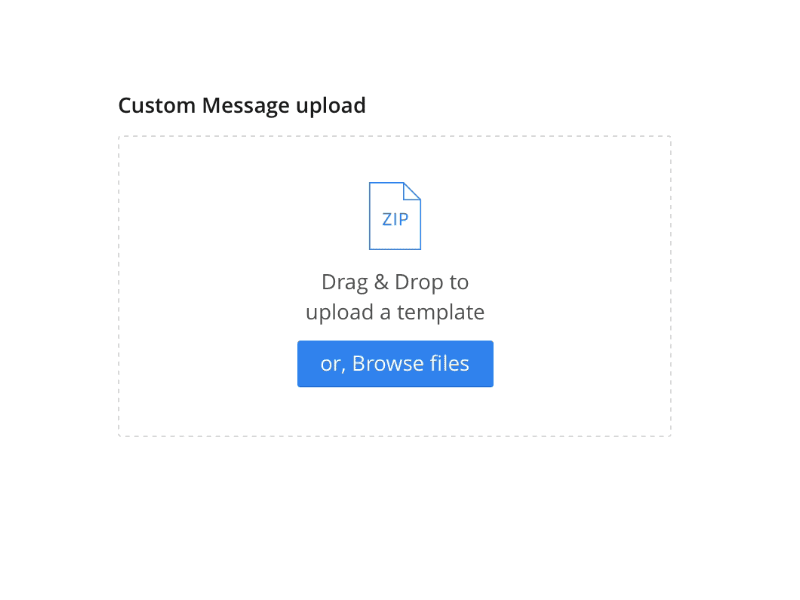 Custom Message upload
ZIP
Drag & Drop to
upload a template
or, Browse files